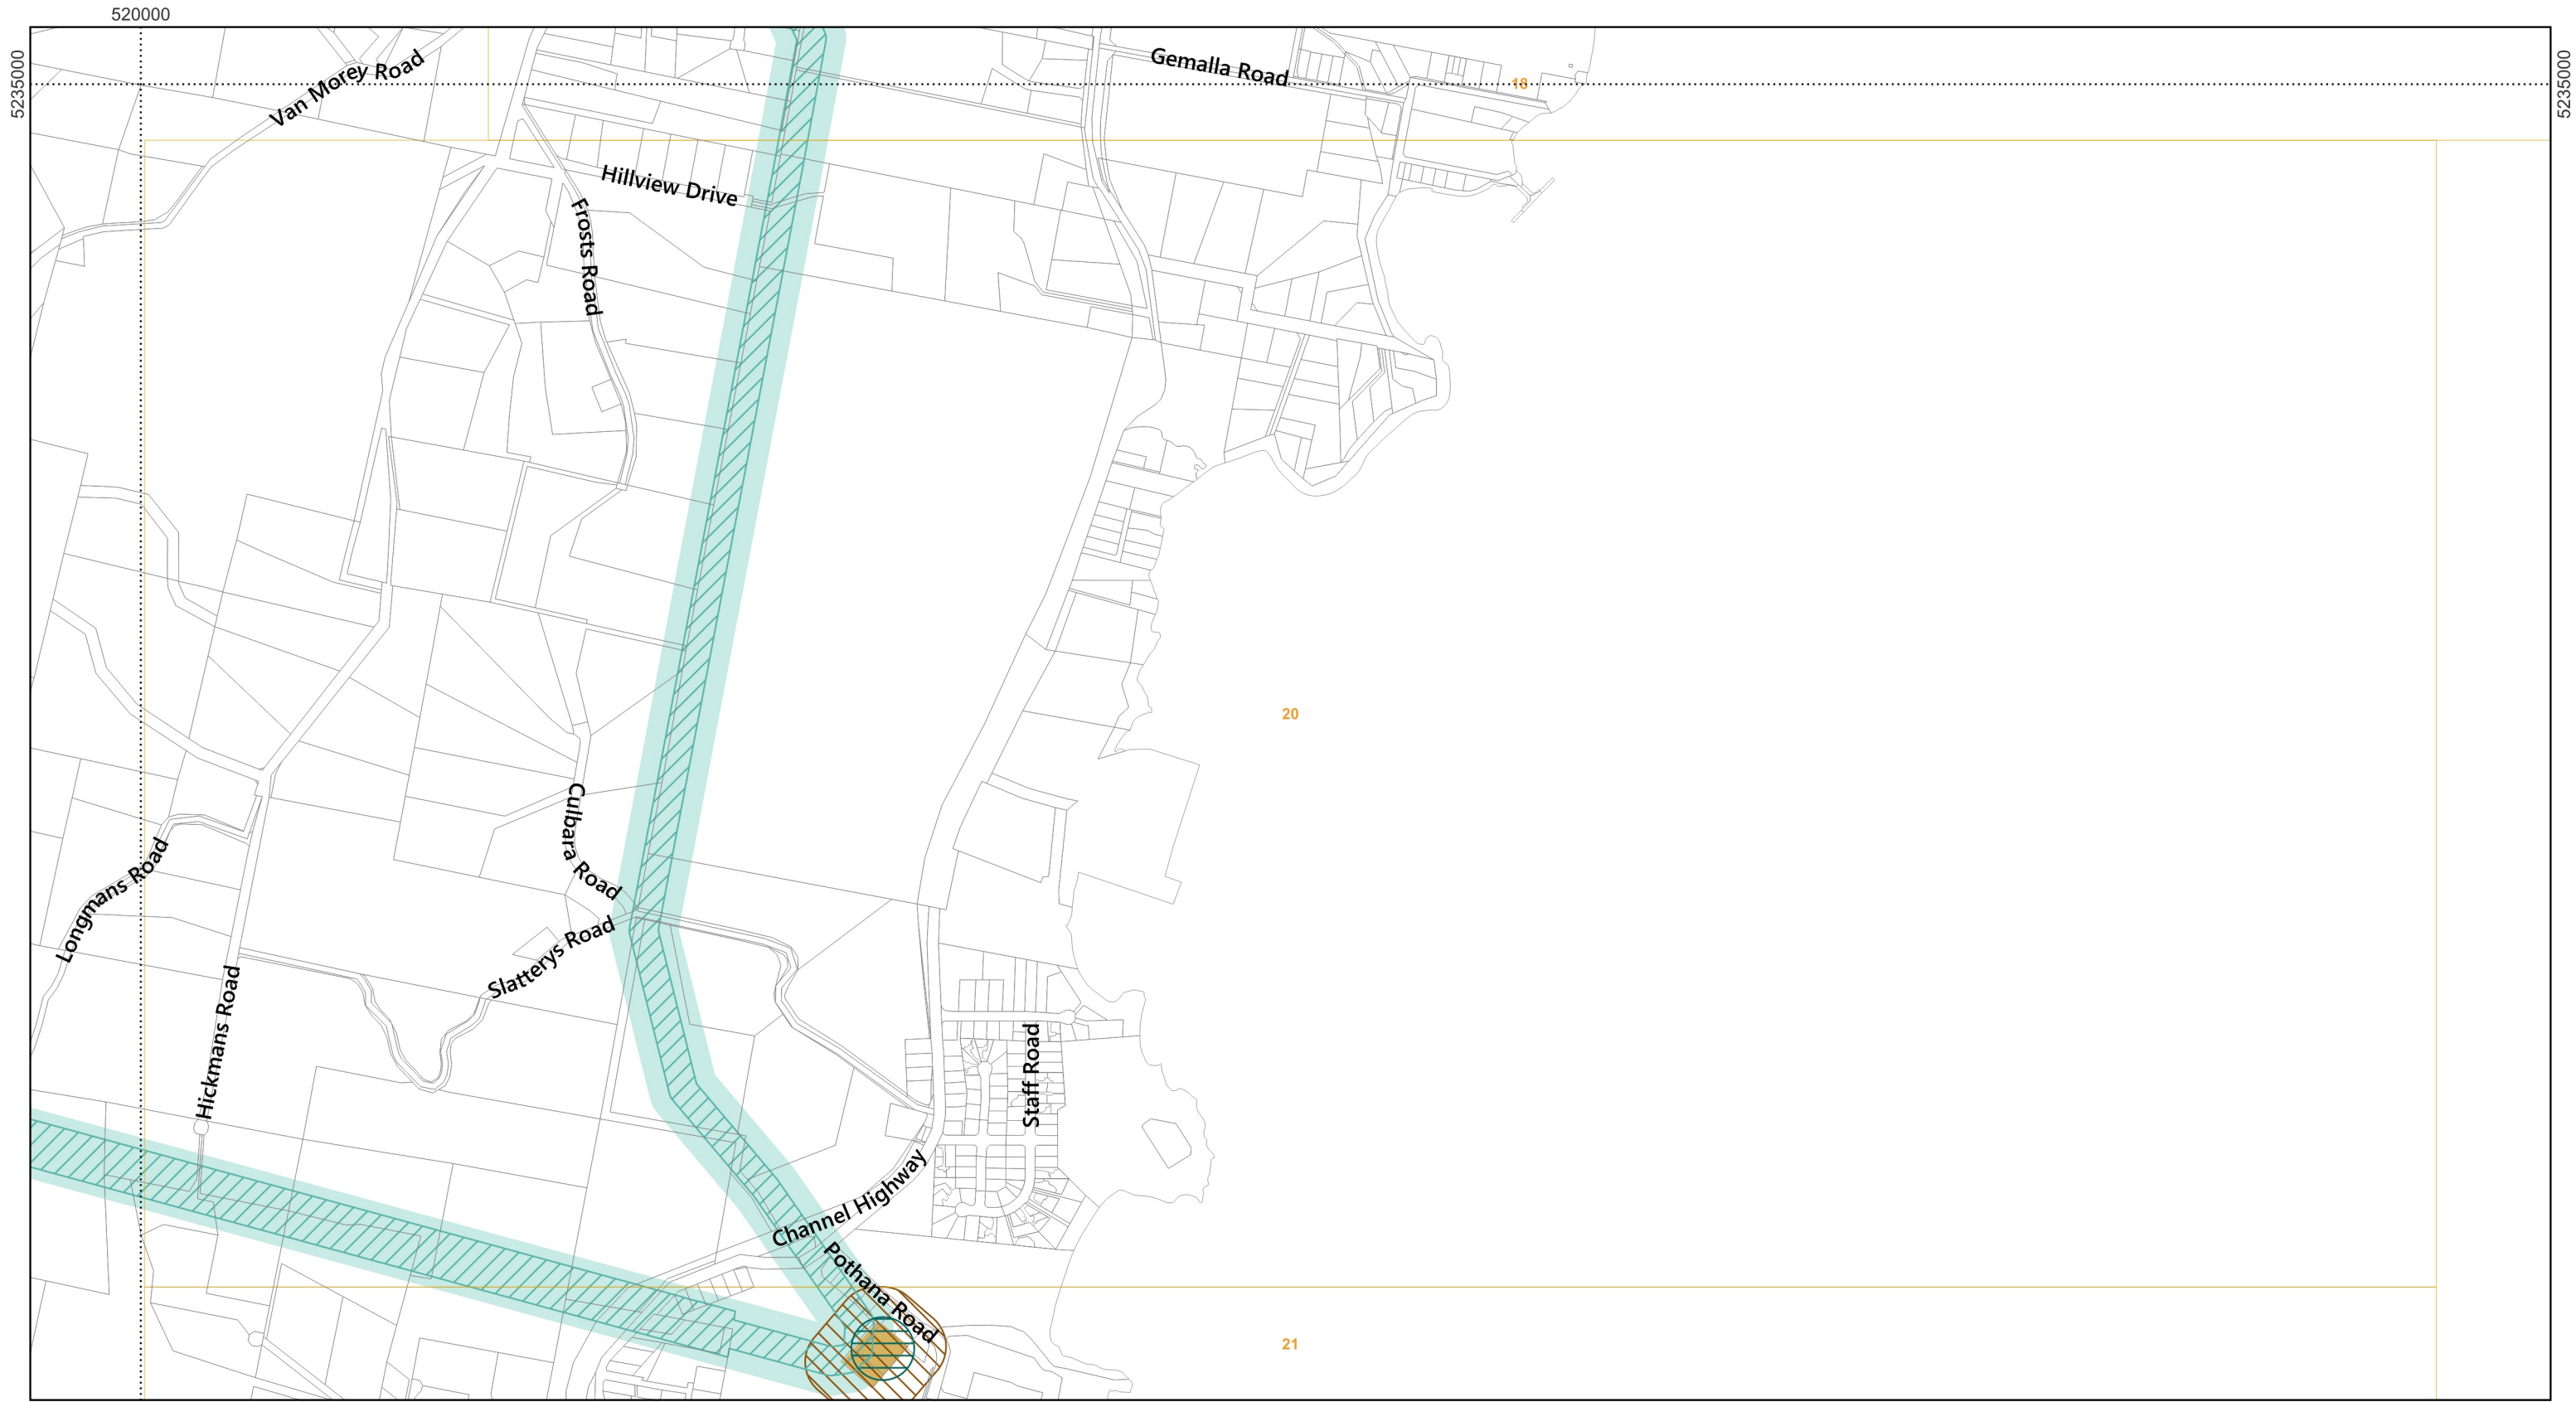 520000
5235000
5235000
Van Morey Road
Gemalla Road
18
Hillview Drive
Frosts Road
20
Culbara Road
Longmans Road
Slatterys Road
Hickmans Road
Staff Road
Channel Highway
Pothana Road
21